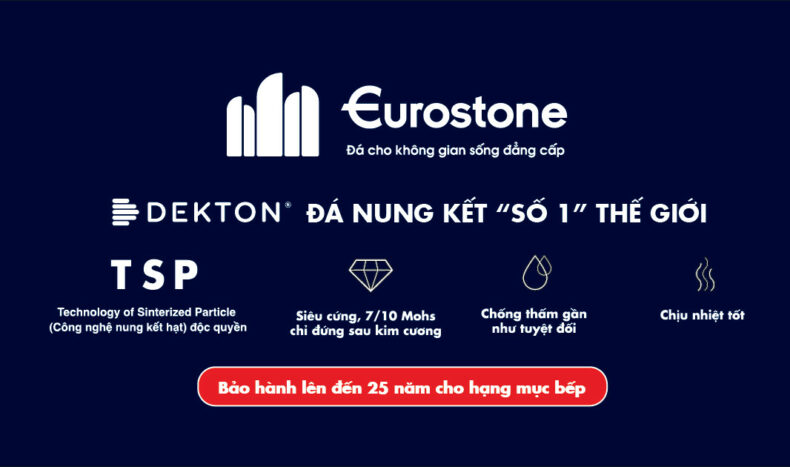 Eurostone
Đá cho không gian sống đẳng cấp
DEKTON® ĐÁ NUNG KẾT “SỐ 1” THẾ GIỚI
TSP
Technology of Sinterized Particle
(Công nghệ nung kết hạt) độc quyền
Siêu cứng, 7/10 Mohs
chỉ đứng sau kim cương
Chống thấm gần
như tuyệt đối
Chịu nhiệt tốt
Bảo hành lên đến 25 năm cho hạng mục bếp